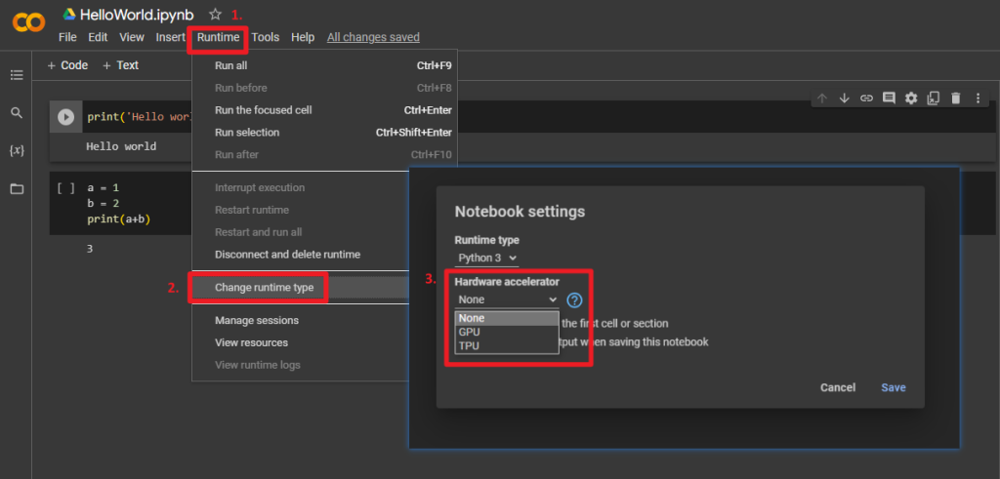 HelloWorld.ipynb
1.
File Edit View Insert Runtime Tools Help All changes saved
+ Code + Text
Run all Ctrl+F9
Run before Ctrl+F8
Run the focused cell Ctrl+Enter
Run selection Ctrl+Shift+Enter
Run after Ctrl+F10
Interrupt execution
Restart runtime
Restart and run all
Disconnect and delete runtime
2. Change runtime type
Manage sessions
View resources
View runtime logs
{x}
print('Hello worl
Hello world
[ ] a = 1
b = 2
print(a+b)
3
Notebook settings
Runtime type
Python 3
3. Hardware accelerator
None ?
None
GPU
TPU
the first cell or section
tput when saving this notebook
Cancel Save